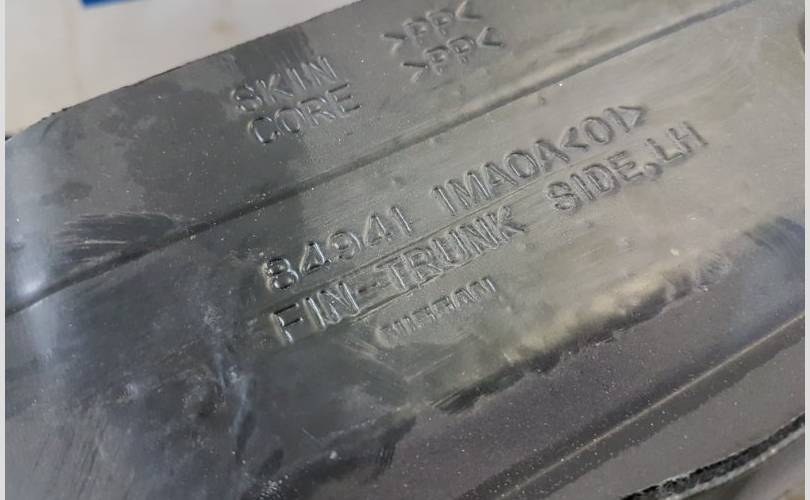 SKIN >PP<
CORE >PP<
84941 1MA0A<01>
FIN-TRUNK SIDE,LH
NISSAN